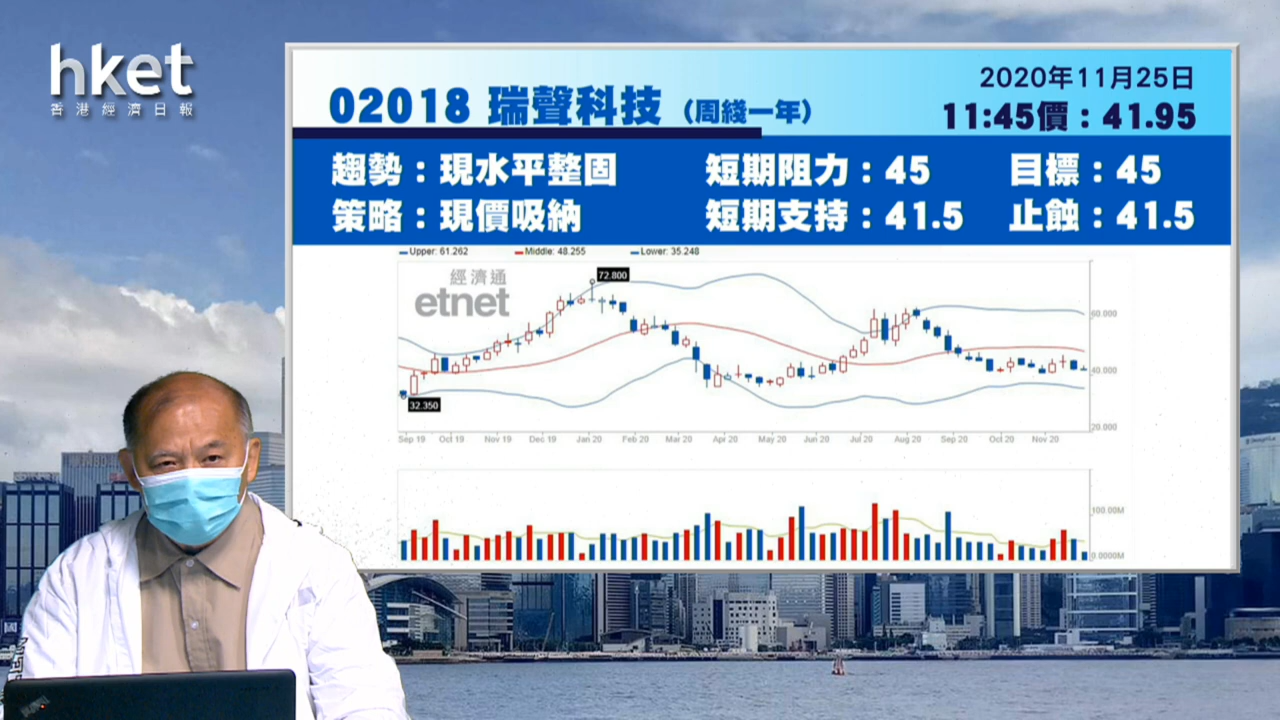 hket
香港經濟日報
02018 瑞聲科技 (周綫一年)
2020年11月25日
11:45價：41.95
趨勢：現水平整固
短期阻力：45
目標：45
策略：現價吸納
短期支持：41.5
止蝕：41.5
Upper: 61.262 Middle: 48.255 Lower: 35.248
經濟通
etnet
72.800
32.350
60.000
40.000
20.000
Sep 19 Oct 19 Nov 19 Dec 19 Jan 20 Feb 20 Mar 20 Apr 20 May 20 Jun 20 Jul 20 Aug 20 Sep 20 Oct 20 Nov 20
100.00M
0.0000M